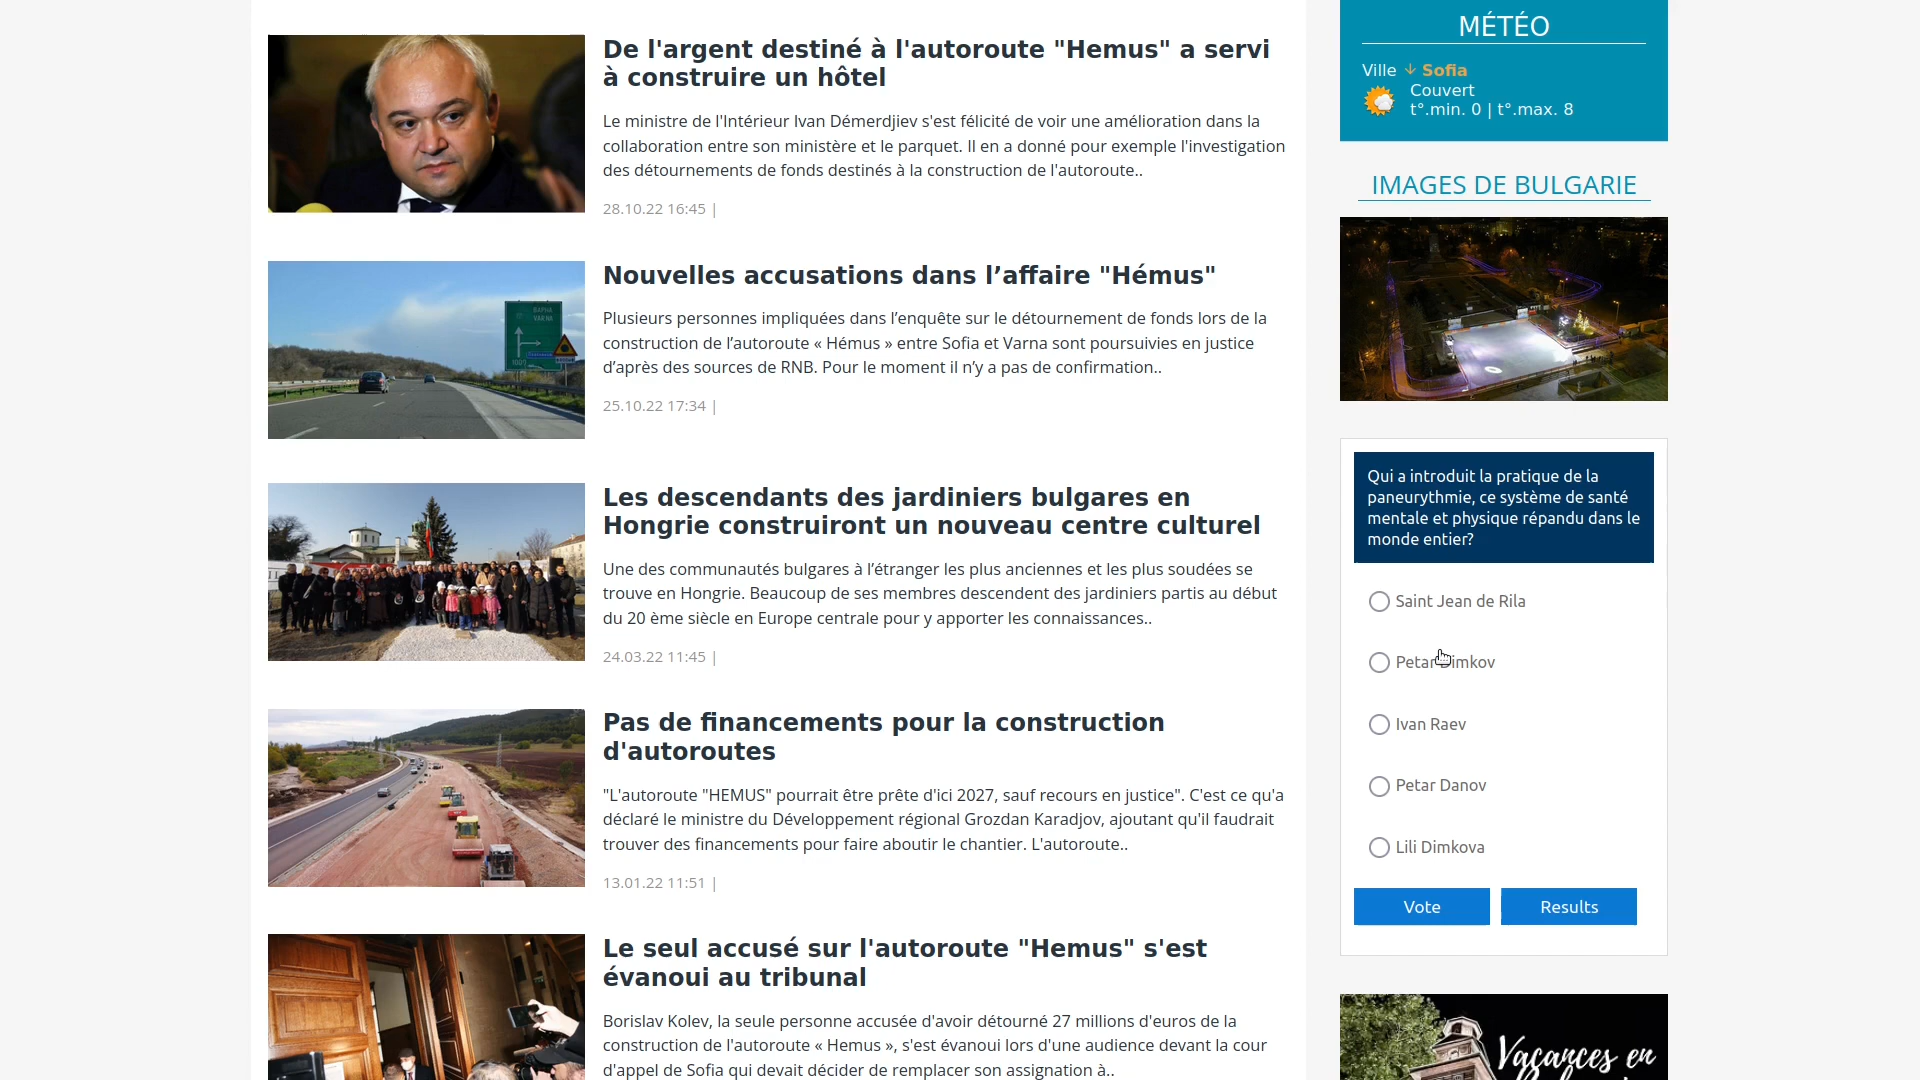 De l'argent destiné à l'autoroute "Hemus" a servi
à construire un hôtel
Le ministre de l'Intérieur Ivan Démerdjiev s'est félicité de voir une amélioration dans la
collaboration entre son ministère et le parquet. Il en a donné pour exemple l'investigation
des détournements de fonds destinés à la construction de l'autoroute..
28.10.22 16:45 |
ВАРНА
VARNA
Nouvelles accusations dans l’affaire "Hémus"
Plusieurs personnes impliquées dans l’enquête sur le détournement de fonds lors de la
construction de l’autoroute « Hémus » entre Sofia et Varna sont poursuivies en justice
d’après des sources de RNB. Pour le moment il n’y a pas de confirmation..
25.10.22 17:34 |
Les descendants des jardiniers bulgares en
Hongrie construiront un nouveau centre culturel
Une des communautés bulgares à l’étranger les plus anciennes et les plus soudées se
trouve en Hongrie. Beaucoup de ses membres descendent des jardiniers partis au début
du 20 ème siècle en Europe centrale pour y apporter les connaissances..
24.03.22 11:45 |
Pas de financements pour la construction
d'autoroutes
"L'autoroute "HEMUS" pourrait être prête d'ici 2027, sauf recours en justice". C'est ce qu'a
déclaré le ministre du Développement régional Grozdan Karadjov, ajoutant qu'il faudrait
trouver des financements pour faire aboutir le chantier. L'autoroute..
13.01.22 11:51 |
Le seul accusé sur l'autoroute "Hemus" s'est
évanoui au tribunal
Borislav Kolev, la seule personne accusée d'avoir détourné 27 millions d'euros de la
construction de l'autoroute « Hemus », s'est évanoui lors d'une audience devant la cour
d'appel de Sofia qui devait décider de remplacer son assignation à..
MÉTÉO
Ville Sofia
Couvert
t°.min. 0 | t°.max. 8
IMAGES DE BULGARIE
Qui a introduit la pratique de la
paneurythmie, ce système de santé
mentale et physique répandu dans le
monde entier?
Saint Jean de Rila
Petar Dimkov
Ivan Raev
Petar Danov
Lili Dimkova
Vote Results
Vacances en